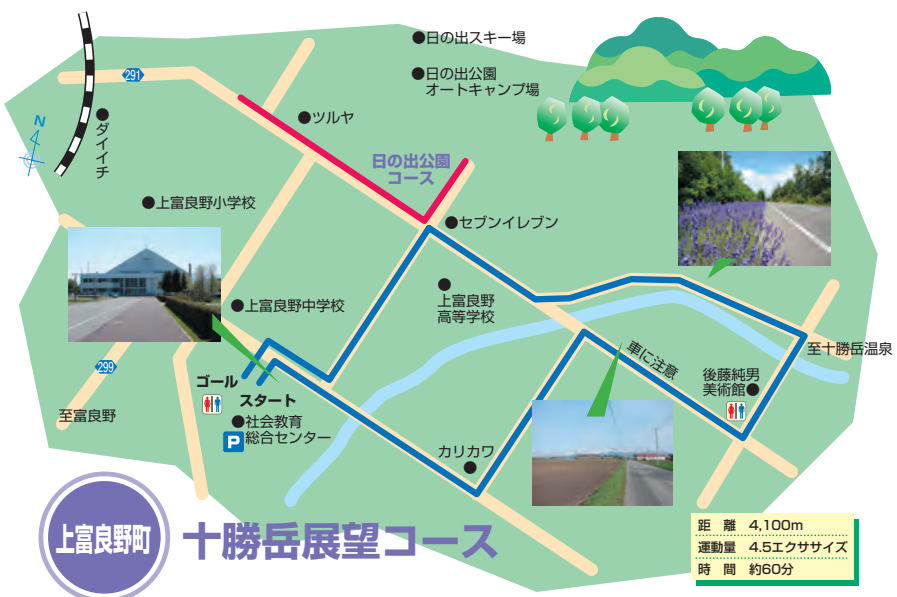 ●日の出スキー場
●日の出公園
オートキャンプ場
291
N
●ダイイチ
●ツルヤ
日の出公園
コース
●上富良野小学校
●セブンイレブン
●上富良野中学校
●上富良野
高等学校
車に注意
至十勝岳温泉
299
後藤純男
美術館●
ゴール
スタート
至富良野
●社会教育
P 総合センター
カリカワ
●
上富良野町
十勝岳展望コース
距 離 4,100m
運動量 4.5エクササイズ
時 間 約60分